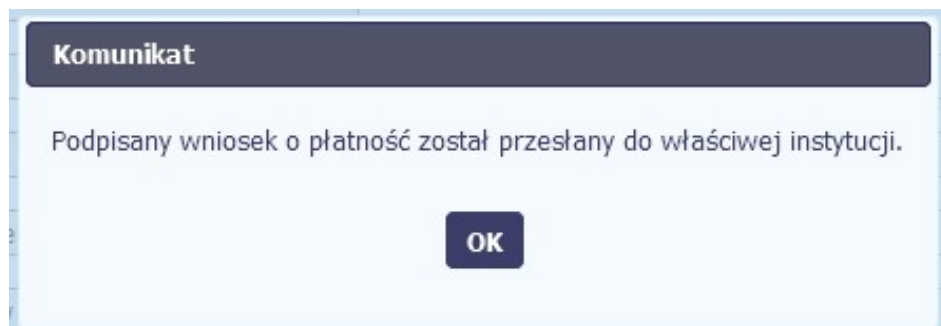 Komunikat
Podpisany wniosek o płatność został przesłany do właściwej instytucji.
OK